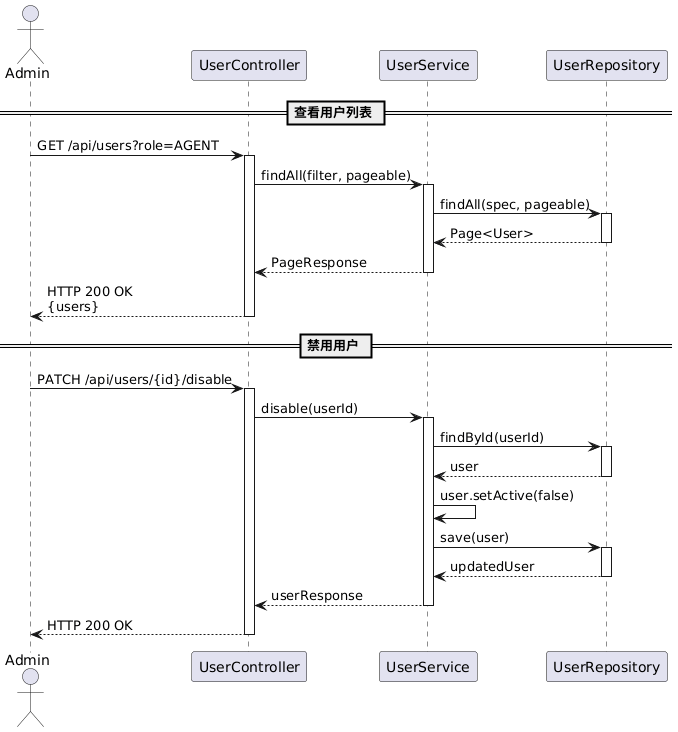 Admin
UserController
UserService
UserRepository
查看用户列表
GET /api/users?role=AGENT
findAll(filter, pageable)
findAll(spec, pageable)
Page<User>
PageResponse
HTTP 200 OK
{users}
禁用用户
PATCH /api/users/{id}/disable
disable(userId)
findById(userId)
user
user.setActive(false)
save(user)
updatedUser
userResponse
HTTP 200 OK
Admin
UserController
UserService
UserRepository